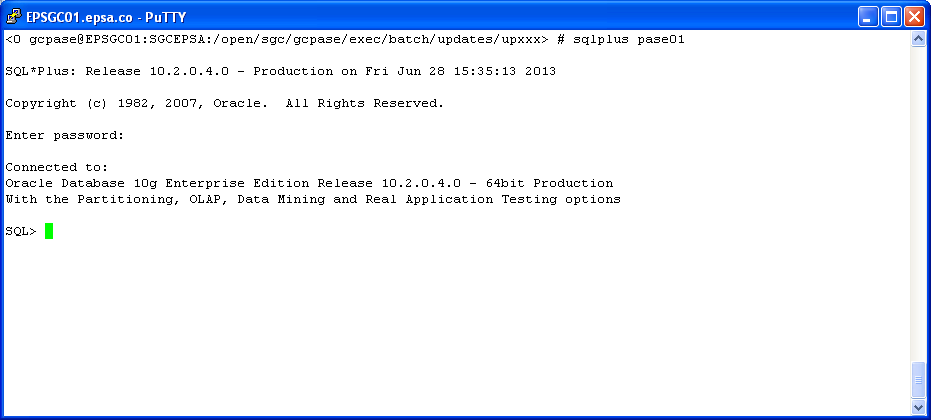 EPSGC01.epsa.co - PuTTY
<0 gcpase@EPSGC01:SGCEPSA:/open/sgc/gcpase/exec/batch/updates/upxxx> # sqlplus pase01
SQL*Plus: Release 10.2.0.4.0 - Production on Fri Jun 28 15:35:13 2013
Copyright (c) 1982, 2007, Oracle.  All Rights Reserved.
Enter password:
Connected to:
Oracle Database 10g Enterprise Edition Release 10.2.0.4.0 - 64bit Production
With the Partitioning, OLAP, Data Mining and Real Application Testing options
SQL>